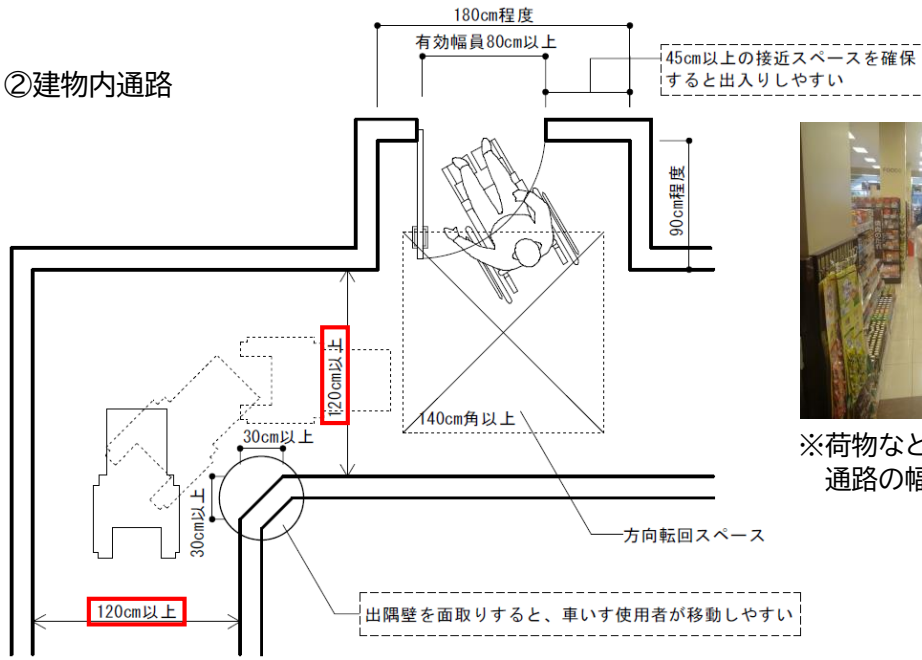 180cm程度
有効幅員80cm以上
45cm以上の接近スペースを確保
すると出入りしやすい
②建物内通路
90cm程度
120cm以上
140cm角以上
30cm以上
30cm以上
※荷物など
通路の幅
方向転回スペース
120cm以上
出隅壁を面取りすると、車いす使用者が移動しやすい